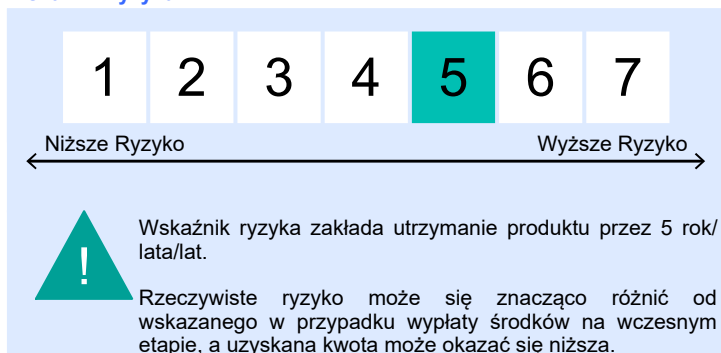 1 2 3 4 5 6 7
Niższe Ryzyko Wyższe Ryzyko
!
Wskaźnik ryzyka zakłada utrzymanie produktu przez 5 rok/
lata/lat.
Rzeczywiste ryzyko może się znacząco różnić od
wskazanego w przypadku wypłaty środków na wczesnym
etapie, a uzyskana kwota może okazać się niższa.